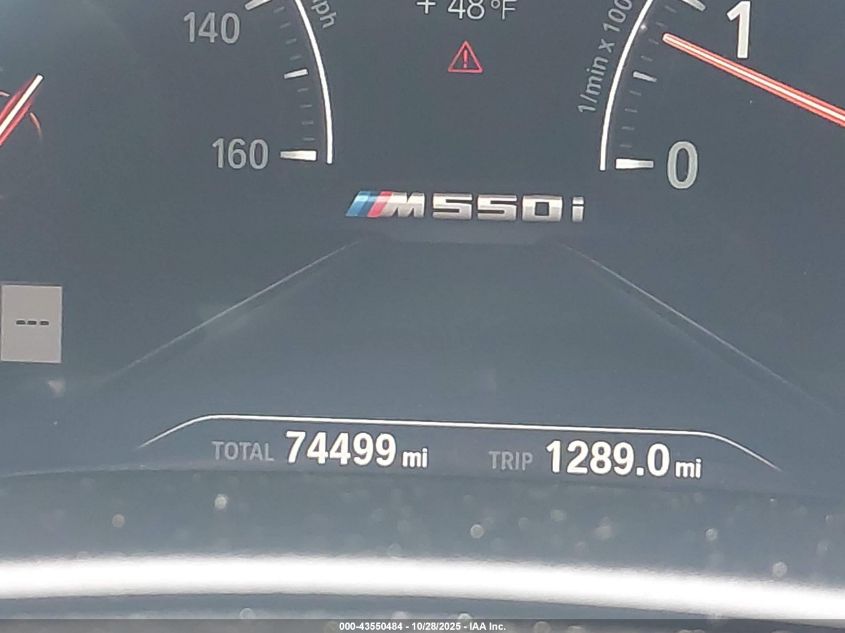 140
mph
+ 48°F
1/min x 1000
1
160
0
M550i
---
TOTAL 74499 mi
TRIP 1289.0 mi
000-43550484 - 10/28/2025 - IAA Inc.